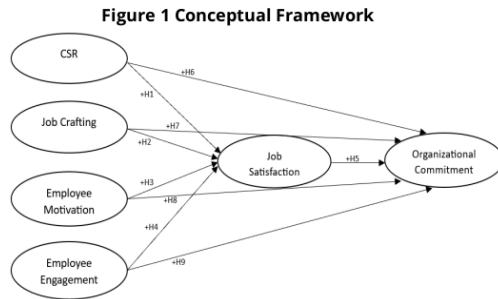 Figure 1 Conceptual Framework
CSR
+H6
+H1
Job Crafting
+H7
+H2
Job
Satisfaction
+H5
Organizational
Commitment
Employee
Motivation
+H3
+H8
+H4
Employee
Engagement
+H9